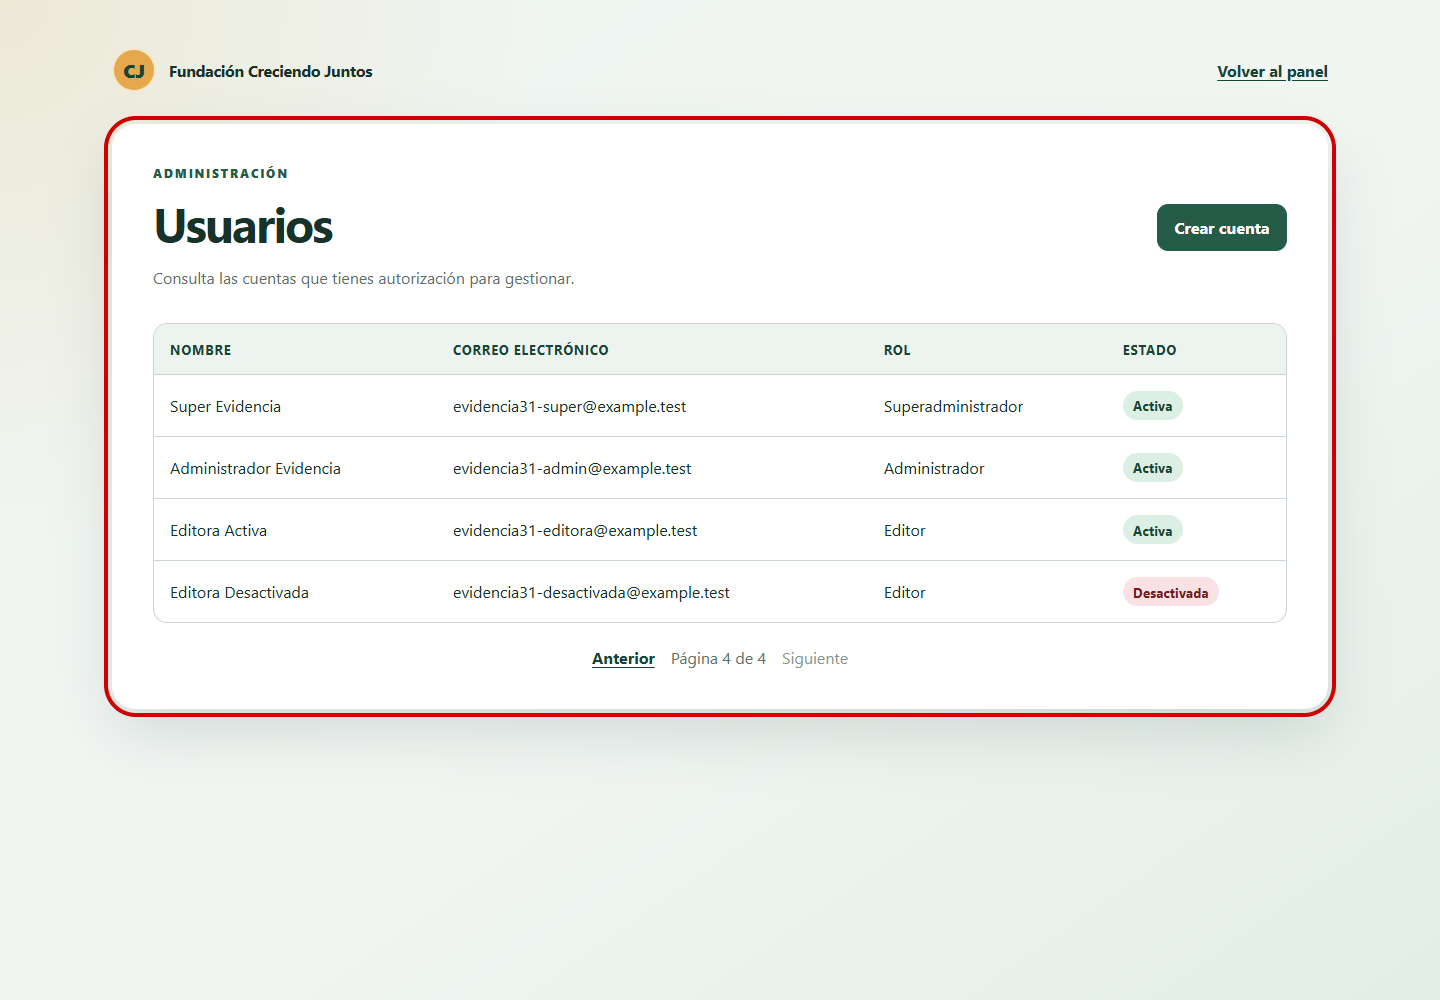 CJ Fundación Creciendo Juntos Volver al panel
ADMINISTRACIÓN
Usuarios
Crear cuenta
Consulta las cuentas que tienes autorización para gestionar.
NOMBRE CORREO ELECTRÓNICO ROL ESTADO
Super Evidencia evidencia31-super@example.test Superadministrador Activa
Administrador Evidencia evidencia31-admin@example.test Administrador Activa
Editora Activa evidencia31-editora@example.test Editor Activa
Editora Desactivada evidencia31-desactivada@example.test Editor Desactivada
Anterior Página 4 de 4 Siguiente